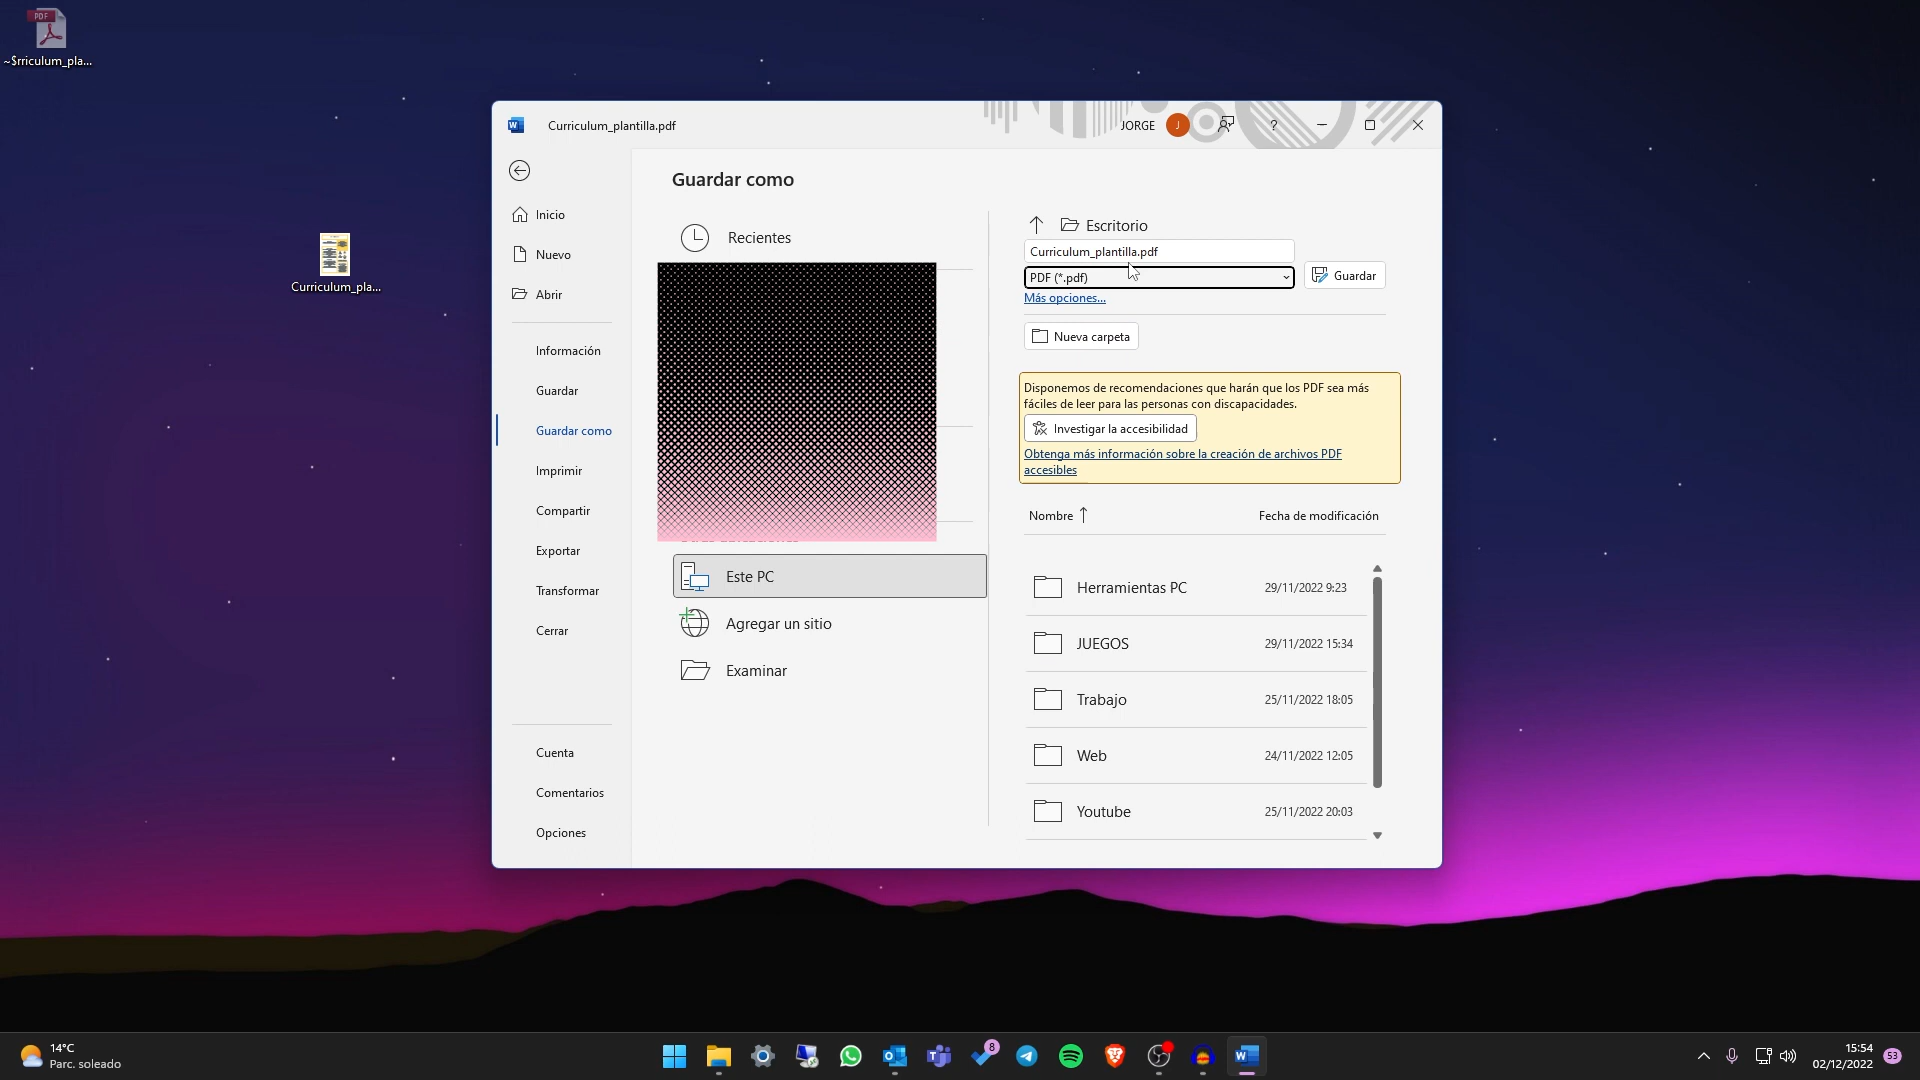 PDF
~$rriculum_pla...
Curriculum_pla...
W
Curriculum_plantilla.pdf
JORGE
J
?
Inicio
Nuevo
Abrir
Información
Guardar
Guardar como
Imprimir
Compartir
Exportar
Transformar
Cerrar
Cuenta
Comentarios
Opciones
Guardar como
Recientes
Este PC
Agregar un sitio
Examinar
Escritorio
Curriculum_plantilla.pdf
PDF (*.pdf)
Guardar
Más opciones...
Nueva carpeta
Disponemos de recomendaciones que harán que los PDF sea más
fáciles de leer para las personas con discapacidades.
Investigar la accesibilidad
Obtenga más información sobre la creación de archivos PDF
accesibles
Nombre Fecha de modificación
Herramientas PC 29/11/2022 9:23
JUEGOS 29/11/2022 15:34
Trabajo 25/11/2022 18:05
Web 24/11/2022 12:05
Youtube 25/11/2022 20:03
14°C
Parc. soleado
8
W
15:54
02/12/2022
53